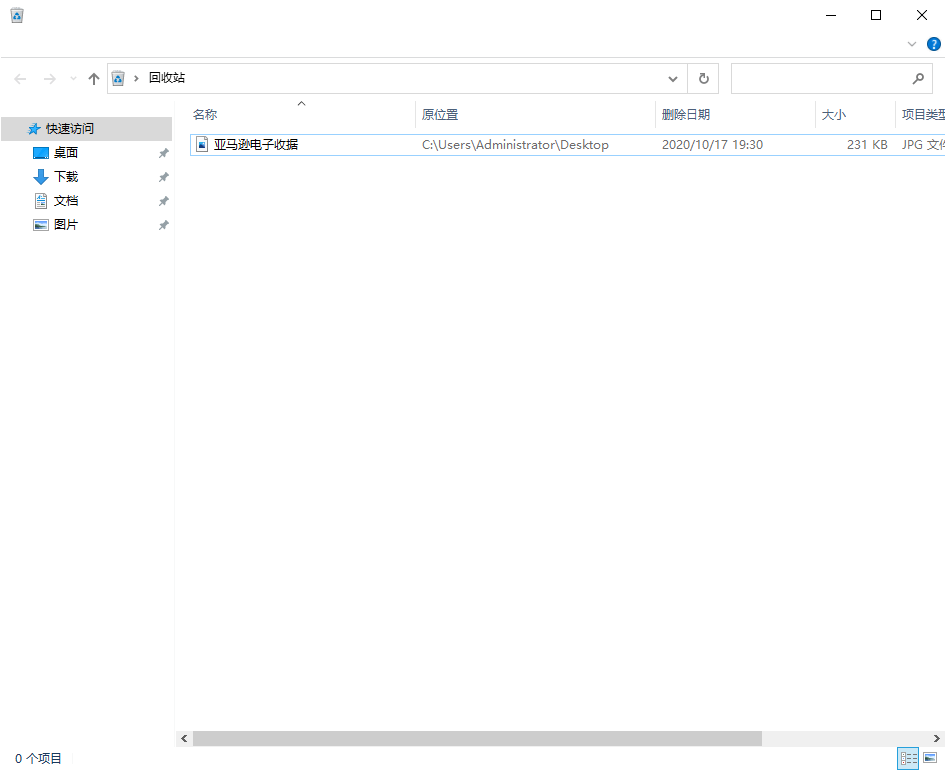 ?
回收站
名称 原位置 删除日期 大小 项目类型
快速访问
亚马逊电子收据 C:\Users\Administrator\Desktop 2020/10/17 19:30 231 KB JPG 文件
桌面
下载
文档
图片
0 个项目